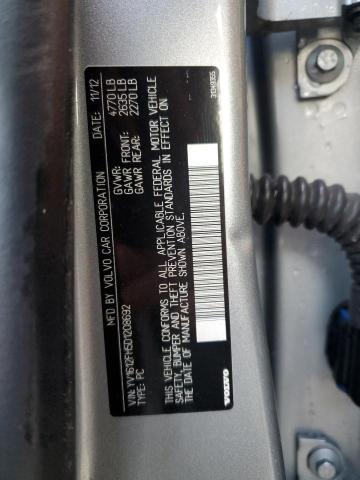 MFD BY VOLVO CAR CORPORATION 11/12
GVWR: 4770 LB
GAWR FRONT: 2635 LB
GAWR REAR: 2270 LB
VIN: YV1612FH5D1208692
TYPE: PC
THIS VEHICLE CONFORMS TO ALL APPLICABLE FEDERAL MOTOR VEHICLE
SAFETY, BUMPER AND THEFT PREVENTION STANDARDS IN EFFECT ON
THE DATE OF MANUFACTURE SHOWN ABOVE.
VOLVO